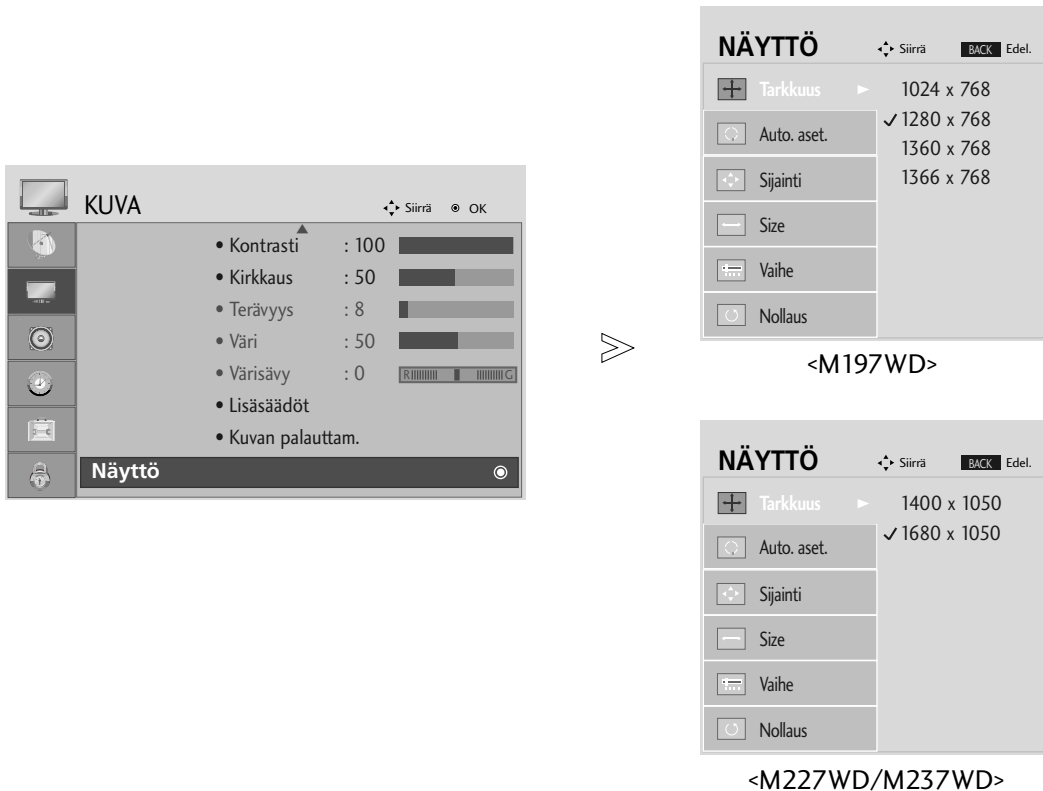 KUVA Siirrä OK
• Kontrasti : 100
• Kirkkaus : 50
• Terävyys : 8
• Väri : 50
• Värisävy : 0 R G
• Lisäsäädöt
• Kuvan palauttam.
Näyttö
NÄYTTÖ Siirrä BACK Edel.
Tarkkuus ► 1024 x 768
✓ 1280 x 768
Auto. aset.
1360 x 768
Sijainti 1366 x 768
Size
Vaihe
Nollaus
<M197WD>
NÄYTTÖ Siirrä BACK Edel.
Tarkkuus ► 1400 x 1050
✓ 1680 x 1050
Auto. aset.
Sijainti
Size
Vaihe
Nollaus
<M227WD/M237WD>